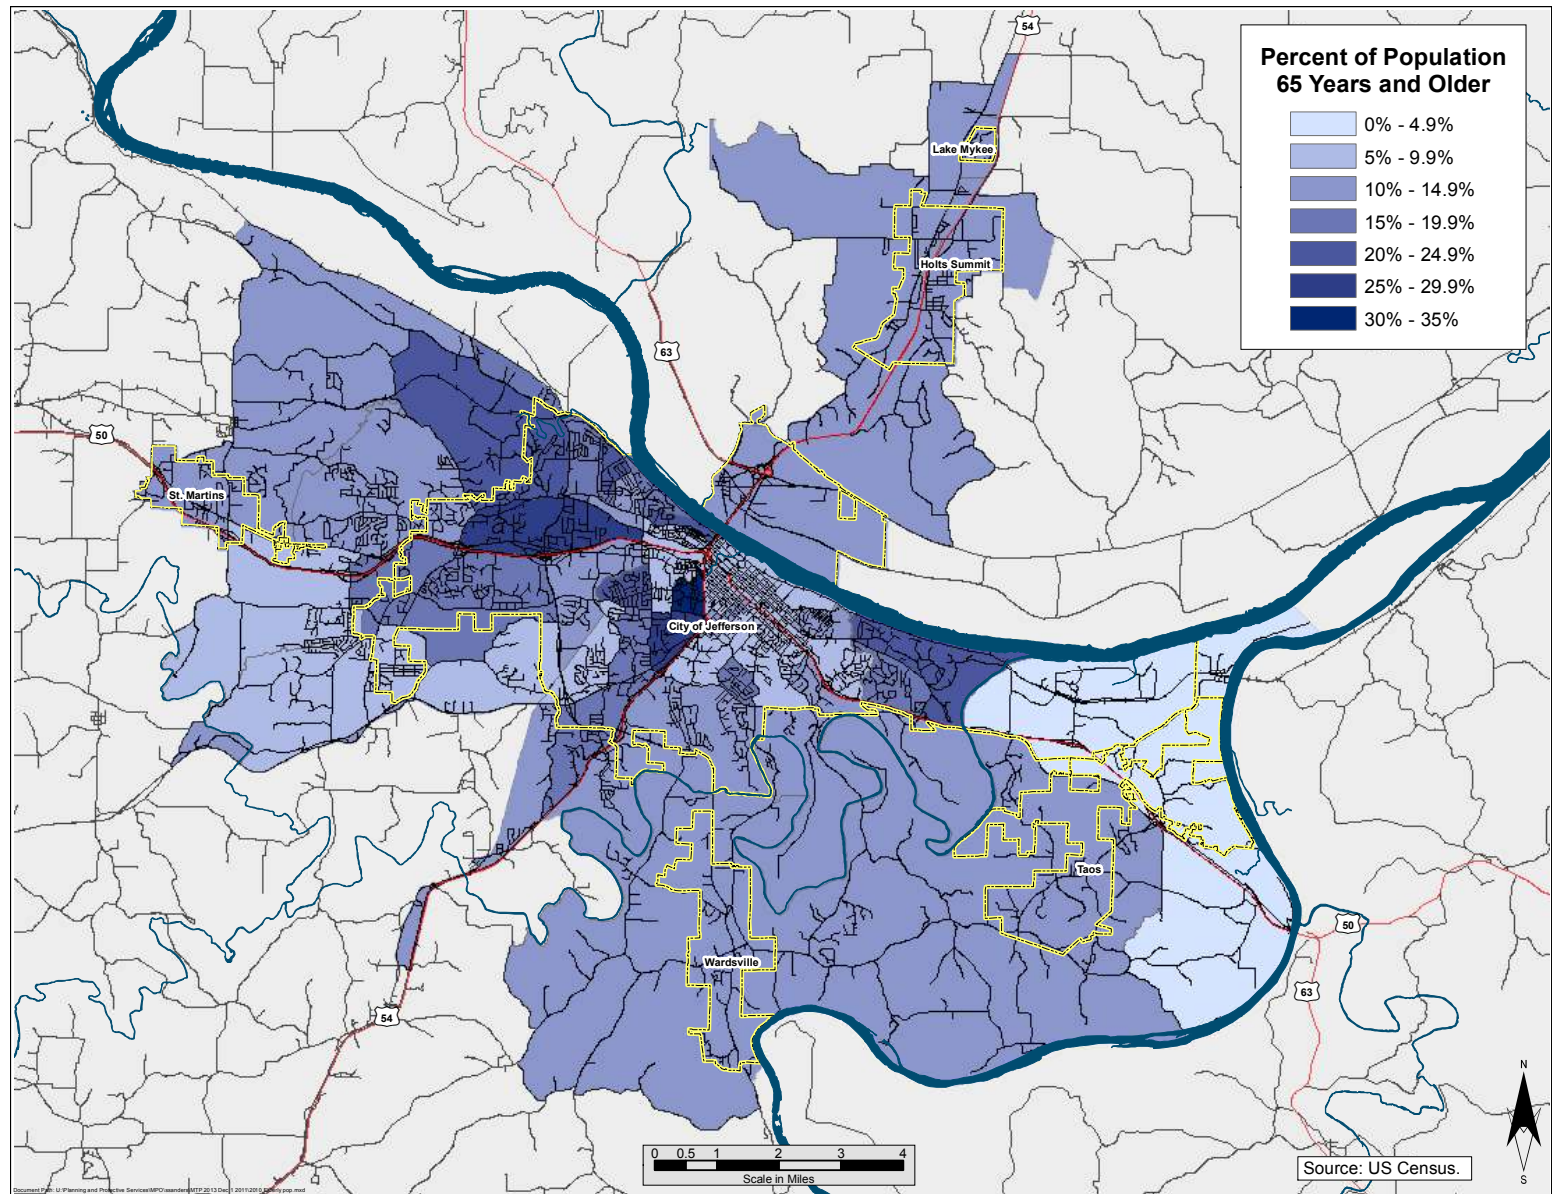 54
Percent of Population
65 Years and Older
0% - 4.9%
5% - 9.9%
10% - 14.9%
15% - 19.9%
20% - 24.9%
25% - 29.9%
30% - 35%
Lake Mykee
Holts Summit
63
50
St. Martins
City of Jefferson
Taos
50
Wardsville
63
54
N
S
0 0.5 1 2 3 4
Scale in Miles
Source: US Census.